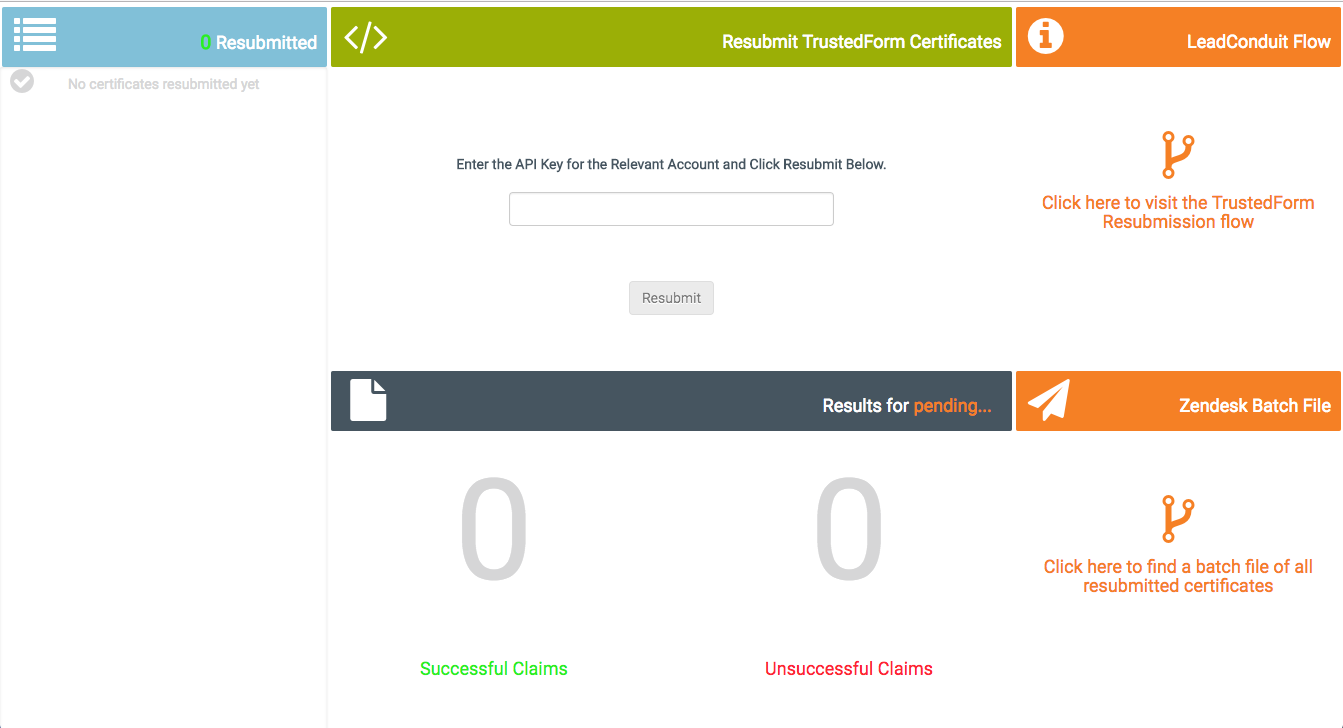 0 Resubmitted
No certificates resubmitted yet
Resubmit TrustedForm Certificates
Enter the API Key for the Relevant Account and Click Resubmit Below.
Resubmit
LeadConduit Flow
Click here to visit the TrustedForm
Resubmission flow
Results for pending...
0
0
Successful Claims
Unsuccessful Claims
Zendesk Batch File
Click here to find a batch file of all
resubmitted certificates